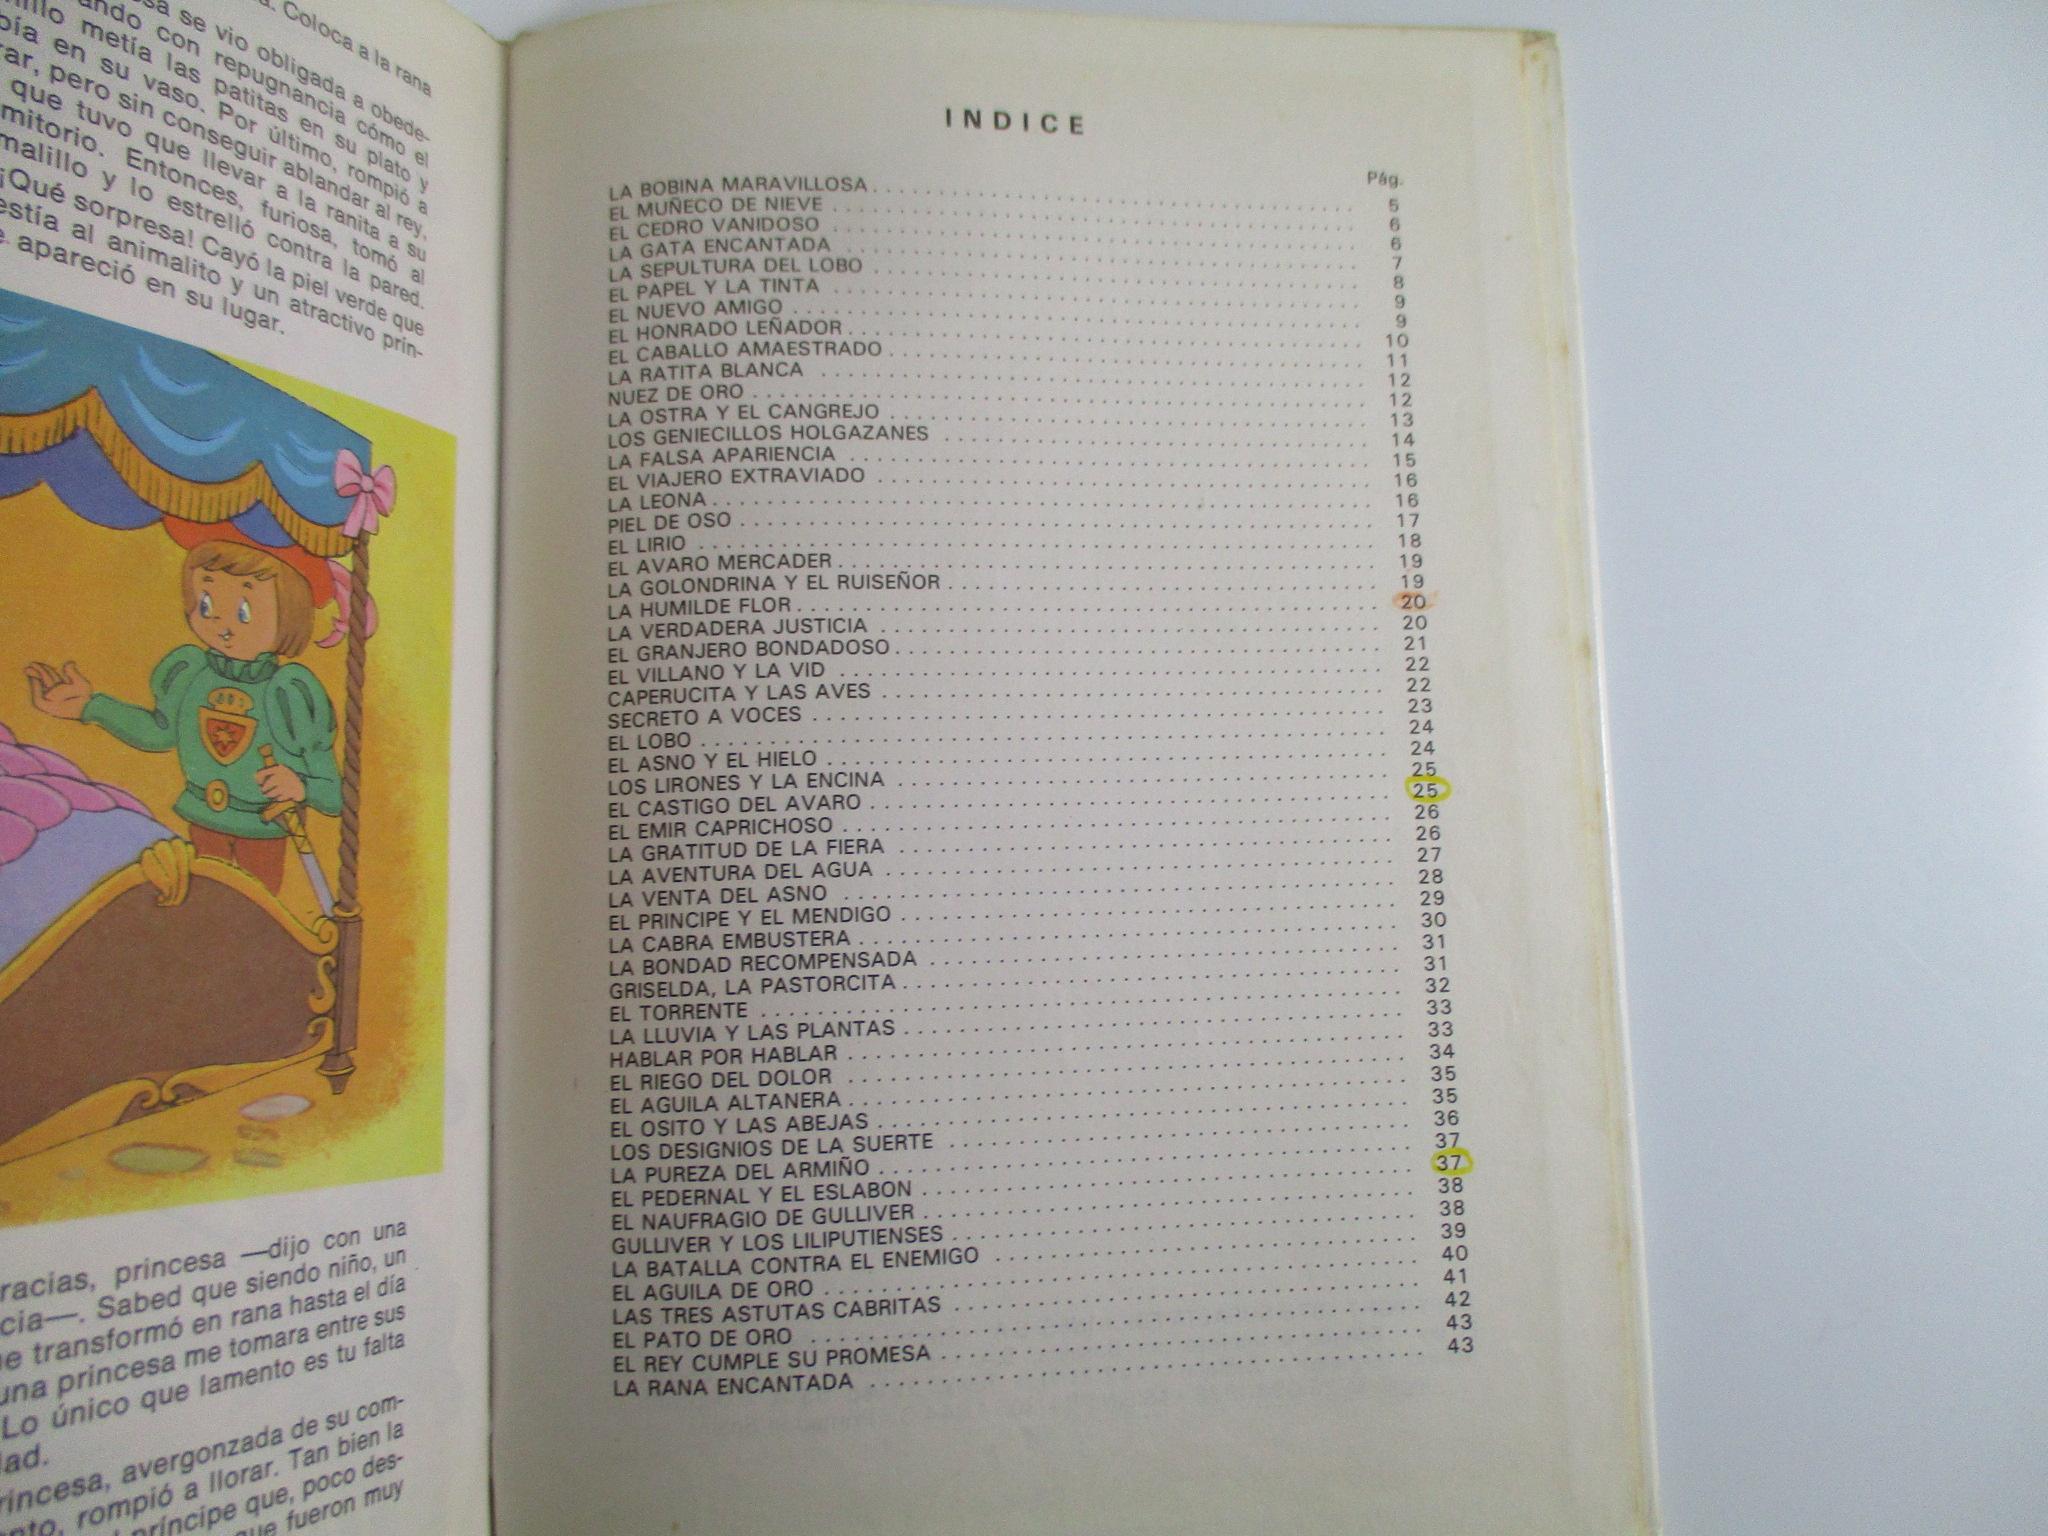 Coloca a la rana
se vio obligada a obede-
con repugnancia cómo el
metía las patitas en su plato y
en su vaso. Por último, rompió a
pero sin conseguir ablandar al rey,
que tuvo que llevar a la ranita a su
Entonces, furiosa, tomó al
y lo estrelló contra la pared.
¡Qué sorpresa! Cayó la piel verde que
al animalito y un atractivo prín-
apareció en su lugar.
princesa —dijo con una
Sabed que siendo niño, un
transformó en rana hasta el día
una princesa me tomara entre sus
Lo único que lamento es tu falta
avergonzada de su com-
rompió a llorar. Tan bien la
príncipe que, poco des-
que fueron muy
INDICE
Pág.
LA BOBINA MARAVILLOSA 5
EL MUÑECO DE NIEVE 6
EL CEDRO VANIDOSO 6
LA GATA ENCANTADA 7
LA SEPULTURA DEL LOBO 8
EL PAPEL Y LA TINTA 9
EL NUEVO AMIGO 9
EL HONRADO LEÑADOR 10
EL CABALLO AMAESTRADO 11
LA RATITA BLANCA 12
NUEZ DE ORO 12
LA OSTRA Y EL CANGREJO 13
LOS GENIECILLOS HOLGAZANES 14
LA FALSA APARIENCIA 15
EL VIAJERO EXTRAVIADO 16
LA LEONA 16
PIEL DE OSO 17
EL LIRIO 18
EL AVARO MERCADER 19
LA GOLONDRINA Y EL RUISEÑOR 19
LA HUMILDE FLOR 20
LA VERDADERA JUSTICIA 20
EL GRANJERO BONDADOSO 21
EL VILLANO Y LA VID 22
CAPERUCITA Y LAS AVES 22
SECRETO A VOCES 23
EL LOBO 24
EL ASNO Y EL HIELO 24
LOS LIRONES Y LA ENCINA 25
EL CASTIGO DEL AVARO 25
EL EMIR CAPRICHOSO 26
LA GRATITUD DE LA FIERA 26
LA AVENTURA DEL AGUA 27
LA VENTA DEL ASNO 28
EL PRINCIPE Y EL MENDIGO 29
LA CABRA EMBUSTERA 30
LA BONDAD RECOMPENSADA 31
GRISELDA, LA PASTORCITA 31
EL TORRENTE 32
LA LLUVIA Y LAS PLANTAS 33
HABLAR POR HABLAR 33
EL RIEGO DEL DOLOR 34
EL AGUILA ALTANERA 35
EL OSITO Y LAS ABEJAS 35
LOS DESIGNIOS DE LA SUERTE 36
LA PUREZA DEL ARMIÑO 37
EL PEDERNAL Y EL ESLABON 37
EL NAUFRAGIO DE GULLIVER 38
GULLIVER Y LOS LILIPUTIENSES 38
LA BATALLA CONTRA EL ENEMIGO 39
EL AGUILA DE ORO 40
LAS TRES ASTUTAS CABRITAS 41
EL PATO DE ORO 42
EL REY CUMPLE SU PROMESA 43
LA RANA ENCANTADA 43